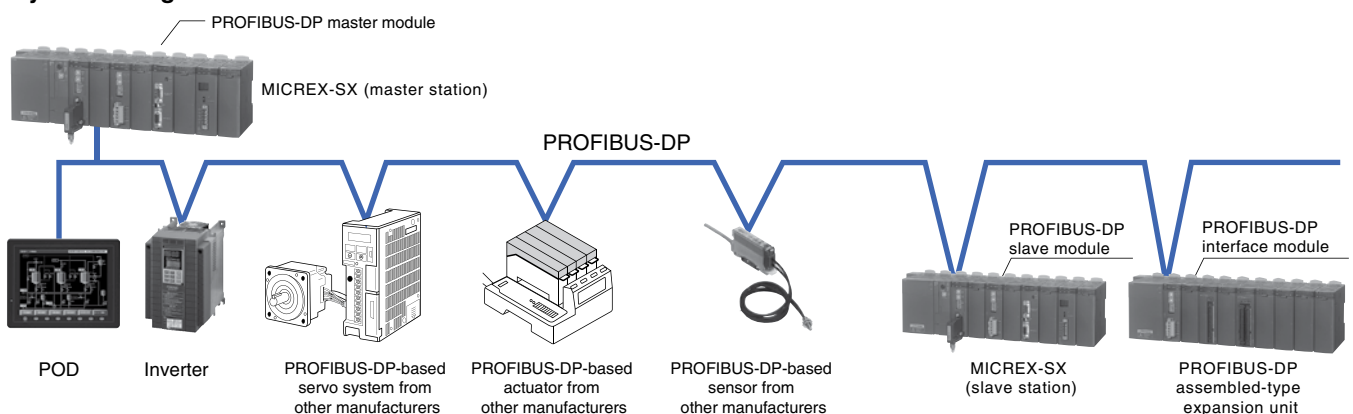 PROFIBUS-DP master module
MICREX-SX (master station)
PROFIBUS-DP
PROFIBUS-DP
slave module
PROFIBUS-DP
interface module
POD
Inverter
PROFIBUS-DP-based
servo system from
other manufacturers
PROFIBUS-DP-based
actuator from
other manufacturers
PROFIBUS-DP-based
sensor from
other manufacturers
MICREX-SX
(slave station)
PROFIBUS-DP
assembled-type
expansion unit